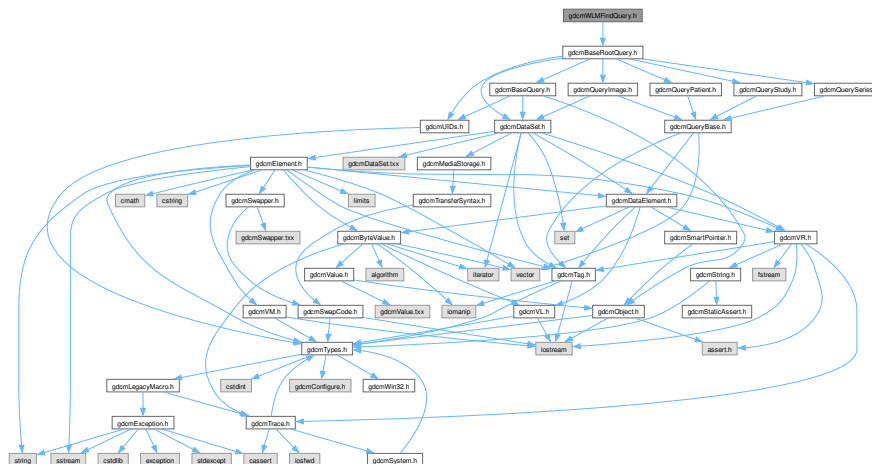 gdcmWLMFindQuery.h
gdcmBaseRootQuery.h
gdcmBaseQuery.h
gdcmQueryImage.h
gdcmQueryPatient.h
gdcmQueryStudy.h
gdcmQuerySeries
gdcmUIDs.h
gdcmDataSet.h
gdcmQueryBase.h
gdcmElement.h
gdcmDataSet.txx
gdcmMediaStorage.h
cmath
cstring
gdcmSwapper.h
limits
gdcmTransferSyntax.h
gdcmDataElement.h
gdcmSwapper.txx
gdcmByteValue.h
set
gdcmSmartPointer.h
gdcmVR.h
gdcmValue.h
algorithm
iterator
vector
gdcmTag.h
gdcmString.h
fstream
gdcmVM.h
gdcmSwapCode.h
gdcmValue.txx
iomanip
gdcmVL.h
gdcmObject.h
gdcmStaticAssert.h
gdcmTypes.h
iostream
assert.h
gdcmLegacyMacro.h
cstdint
gdcmConfigure.h
gdcmWin32.h
gdcmException.h
gdcmTrace.h
string
sstream
cstdlib
exception
stdexcept
cassert
iosfwd
gdcmSystem.h